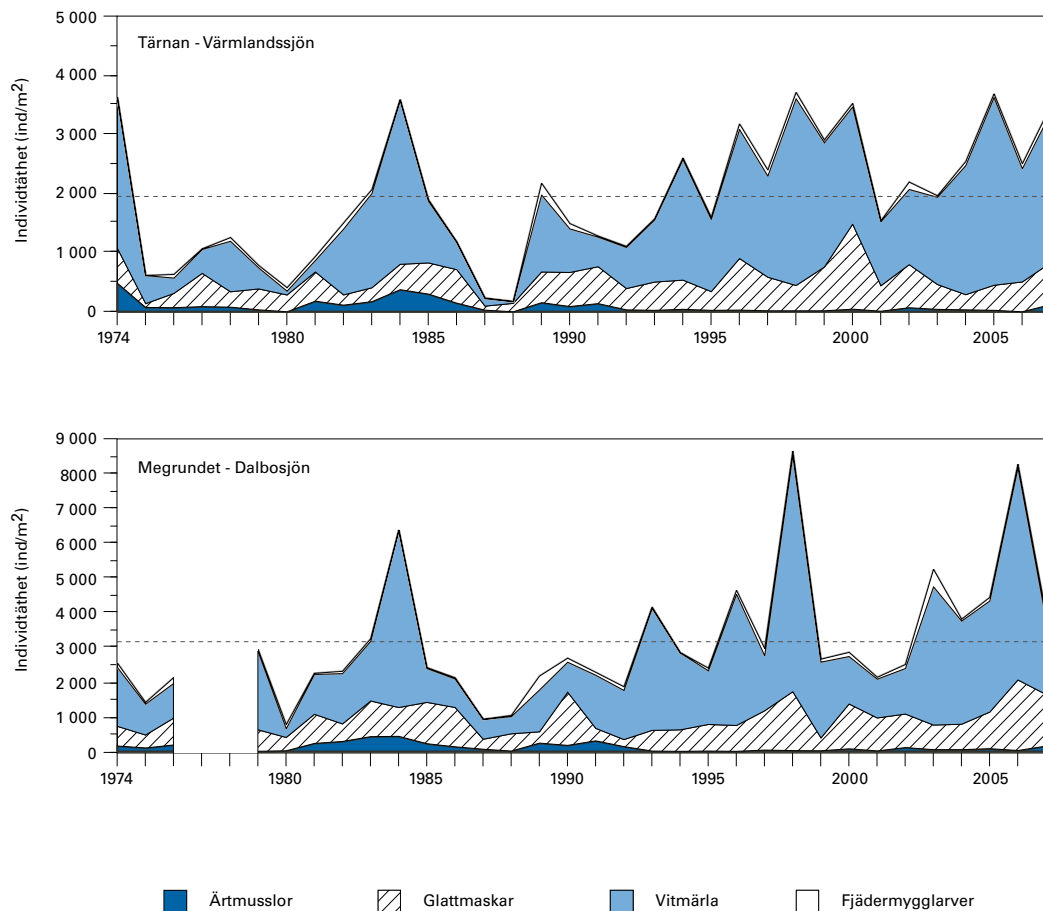 5 000
Tärnan - Värmlandssjön
4 000
3 000
2 000
1 000
0
Individtäthet (ind/m²)
1974 1980 1985 1990 1995 2000 2005
9 000
Megrundet - Dalbosjön
8000
7 000
6 000
5 000
4 000
3 000
2 000
1 000
0
Individtäthet (ind/m²)
1974 1980 1985 1990 1995 2000 2005
Ärtmusslor Glattmaskar Vitmärla Fjädermygglarver